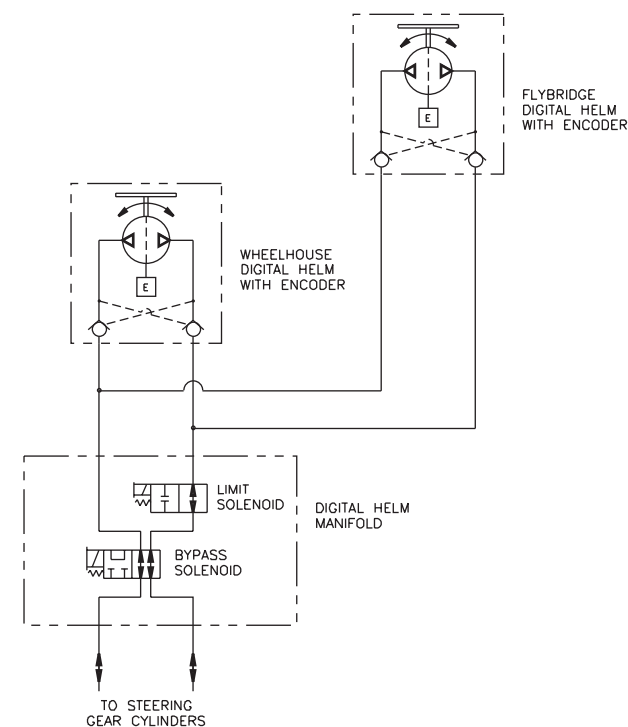 E
FLYBRIDGE
DIGITAL HELM
WITH ENCODER
E
WHEELHOUSE
DIGITAL HELM
WITH ENCODER
LIMIT
SOLENOID
DIGITAL HELM
MANIFOLD
BYPASS
SOLENOID
TO STEERING
GEAR CYLINDERS